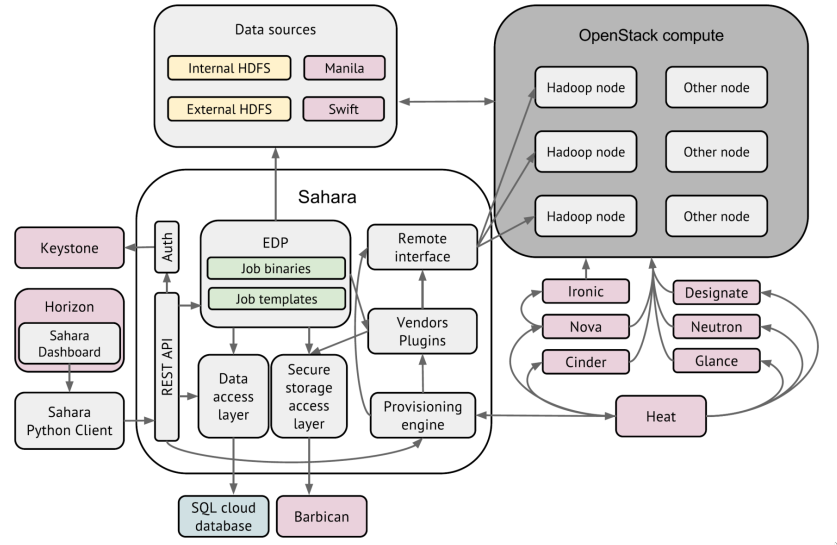 Data sources
Internal HDFS
Manila
External HDFS
Swift
OpenStack compute
Hadoop node
Other node
Hadoop node
Other node
Hadoop node
Other node
Sahara
Keystone
Auth
EDP
Job binaries
Job templates
Remote
interface
Horizon
Sahara
Dashboard
REST API
Vendors
Plugins
Ironic
Designate
Nova
Neutron
Cinder
Glance
Sahara
Python Client
Data
access
layer
Secure
storage
access
layer
Provisioning
engine
Heat
SQL cloud
database
Barbican